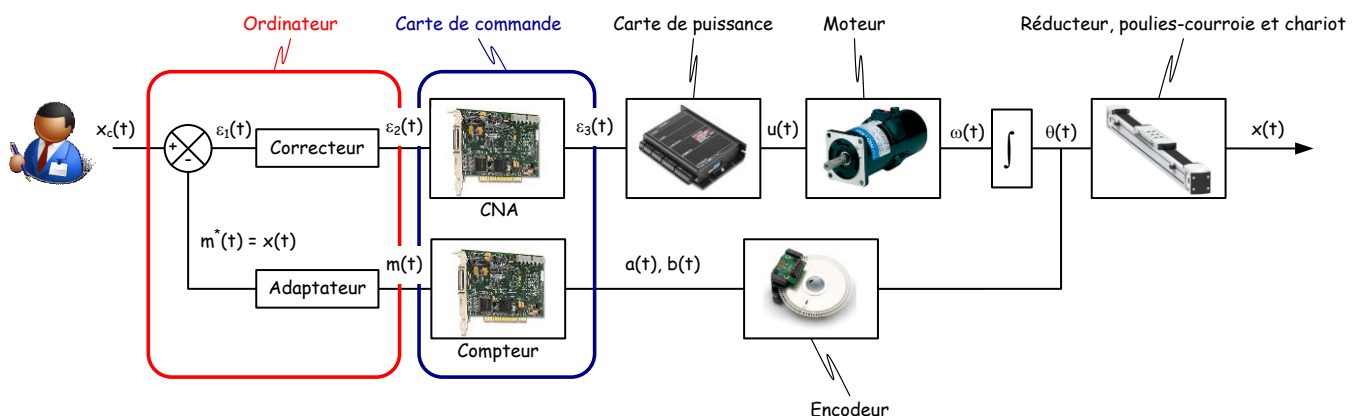 Ordinateur
Carte de commande
Carte de puissance
Moteur
Réducteur, poulies-courroie et chariot
x_c(t)
+
-
ε₁(t)
Correcteur
ε₂(t)
CNA
ε₃(t)
u(t)
ω(t)
∫
θ(t)
x(t)
m*(t) = x(t)
Adaptateur
m(t)
Compteur
a(t), b(t)
Encodeur